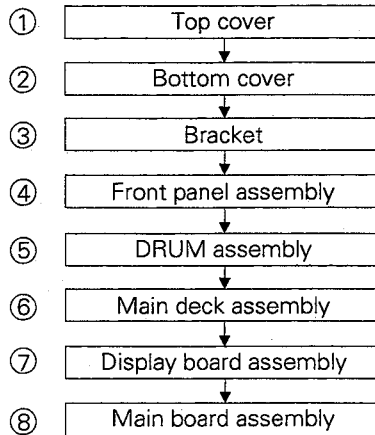 ① Top cover
② Bottom cover
③ Bracket
④ Front panel assembly
⑤ DRUM assembly
⑥ Main deck assembly
⑦ Display board assembly
⑧ Main board assembly